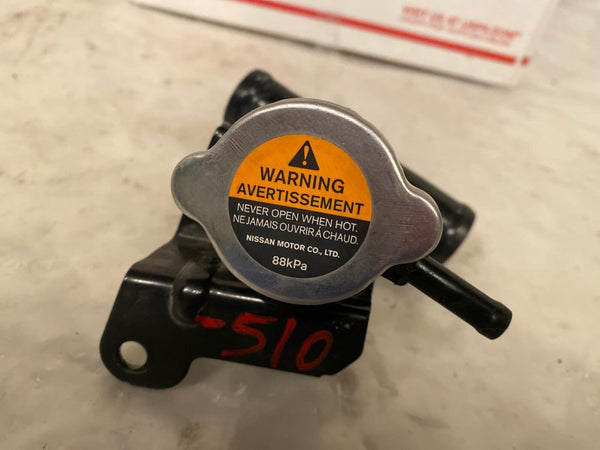 WARNING
AVERTISSEMENT
NEVER OPEN WHEN HOT.
NE JAMAIS OUVRIR À CHAUD.
NISSAN MOTOR CO., LTD.
88kPa
-510